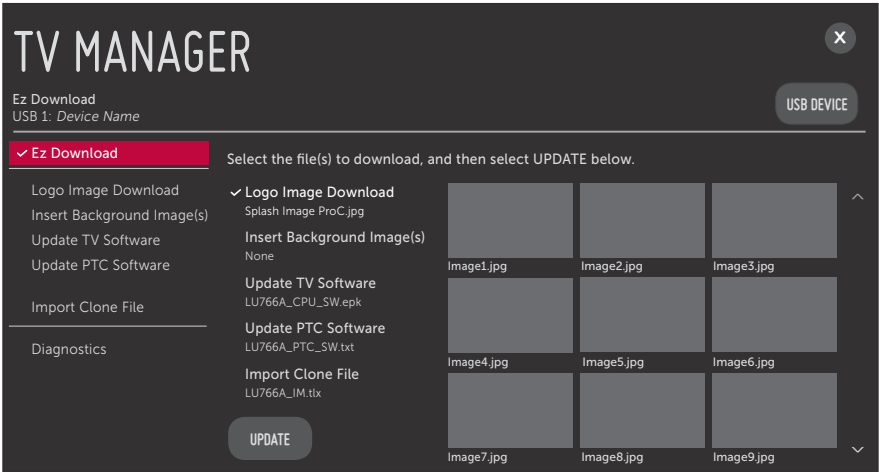 TV MANAGER
X
Ez Download
USB 1: Device Name
USB DEVICE
Ez Download
Logo Image Download
Insert Background Image(s)
Update TV Software
Update PTC Software
Import Clone File
Diagnostics
Select the file(s) to download, and then select UPDATE below.
Logo Image Download
Splash Image ProC.jpg
Insert Background Image(s)
None
Update TV Software
LU766A_CPU_SW.epk
Update PTC Software
LU766A_PTC_SW.txt
Import Clone File
LU766A_IM.tlx
UPDATE
Image1.jpg Image2.jpg Image3.jpg
Image4.jpg Image5.jpg Image6.jpg
Image7.jpg Image8.jpg Image9.jpg